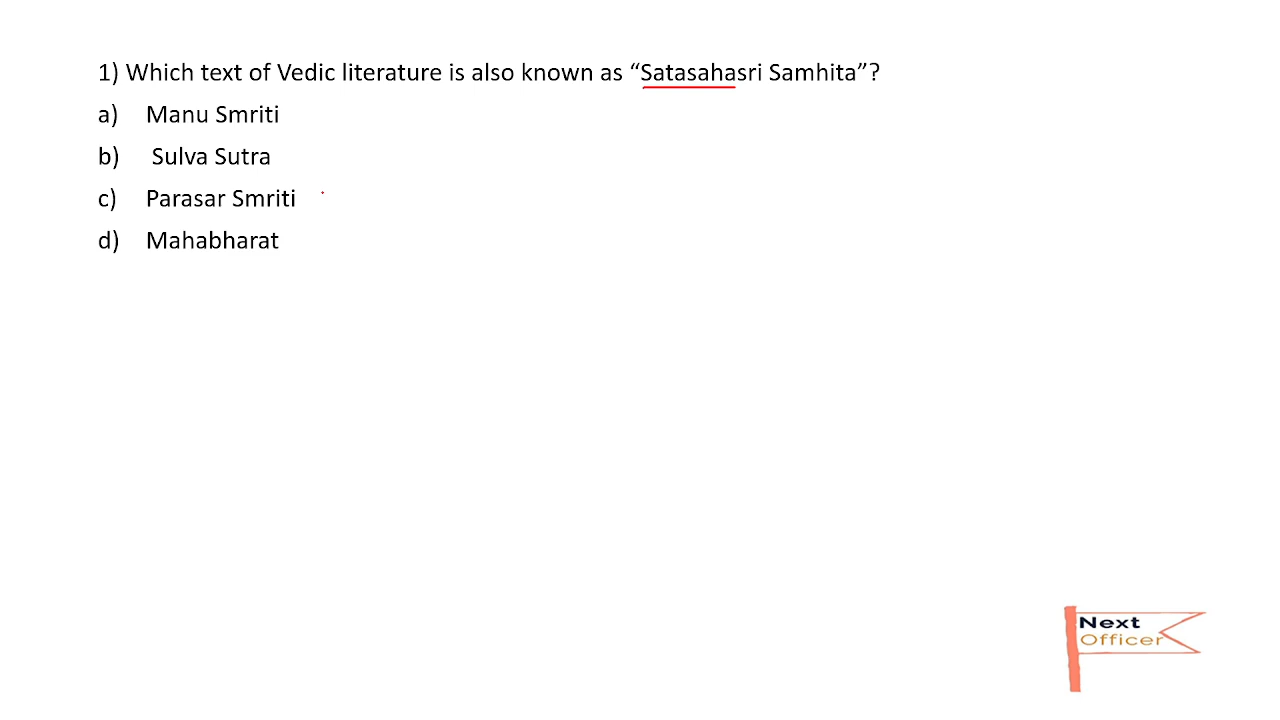 1) Which text of Vedic literature is also known as “Satasahasri Samhita”?
a) Manu Smriti
b) Sulva Sutra
c) Parasar Smriti
d) Mahabharat
Next
Officer